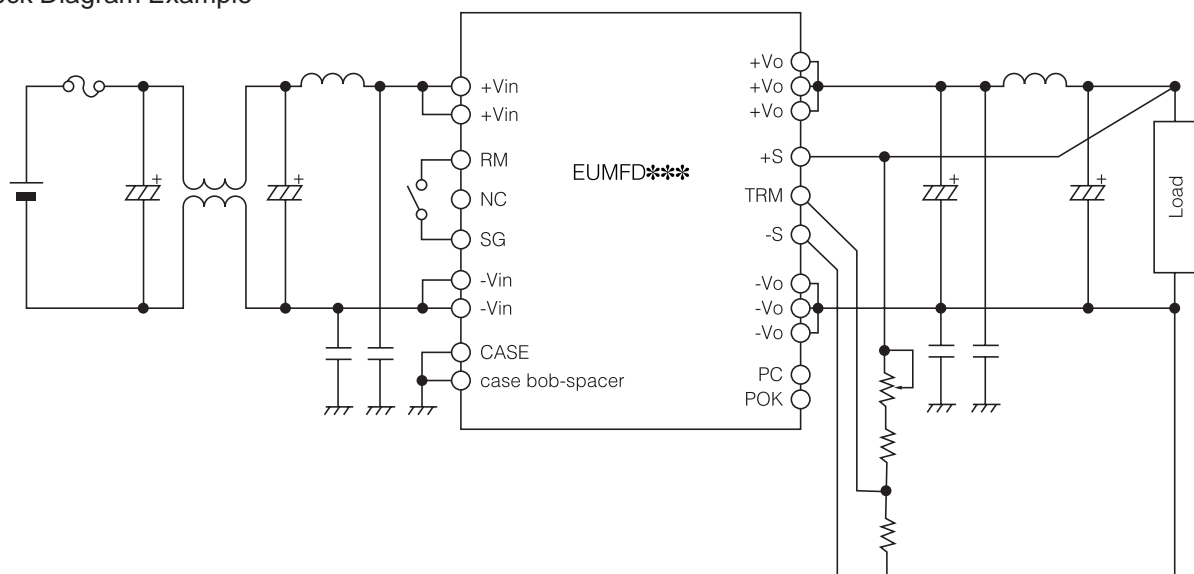 ck Diagram Example
+Vin
+Vin
RM
NC
SG
-Vin
-Vin
CASE
case bob-spacer
EUMFD✱✱✱
+Vo
+Vo
+Vo
+S
TRM
-S
-Vo
-Vo
-Vo
PC
POK
+
+
+
+
Load